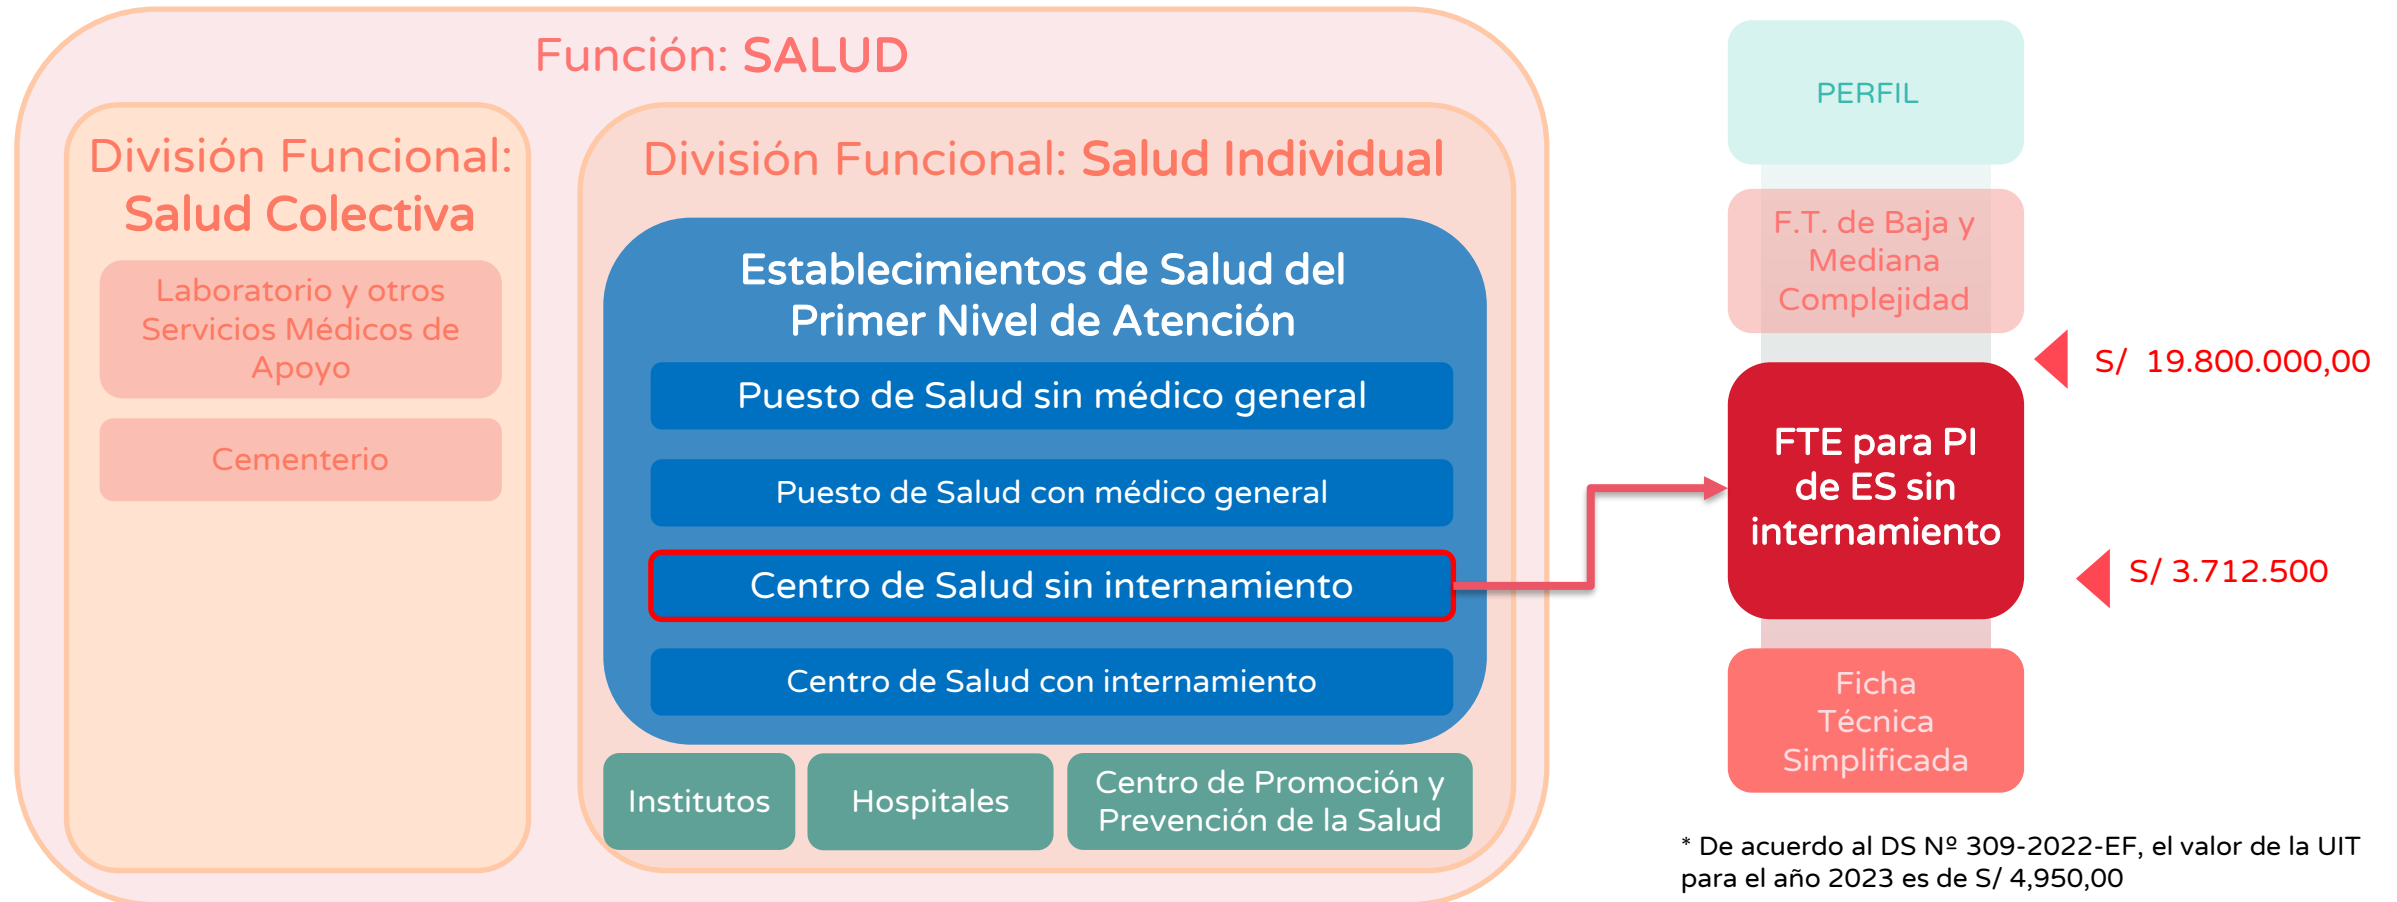 Función: SALUD
División Funcional:
Salud Colectiva
Laboratorio y otros
Servicios Médicos de
Apoyo
Cementerio
División Funcional: Salud Individual
Establecimientos de Salud del
Primer Nivel de Atención
Puesto de Salud sin médico general
Puesto de Salud con médico general
Centro de Salud sin internamiento
Centro de Salud con internamiento
Institutos
Hospitales
Centro de Promoción y
Prevención de la Salud
PERFIL
F.T. de Baja y
Mediana
Complejidad
S/ 19.800.000,00
FTE para PI
de ES sin
internamiento
S/ 3.712.500
Ficha
Técnica
Simplificada
* De acuerdo al DS Nº 309-2022-EF, el valor de la UIT
para el año 2023 es de S/ 4,950,00